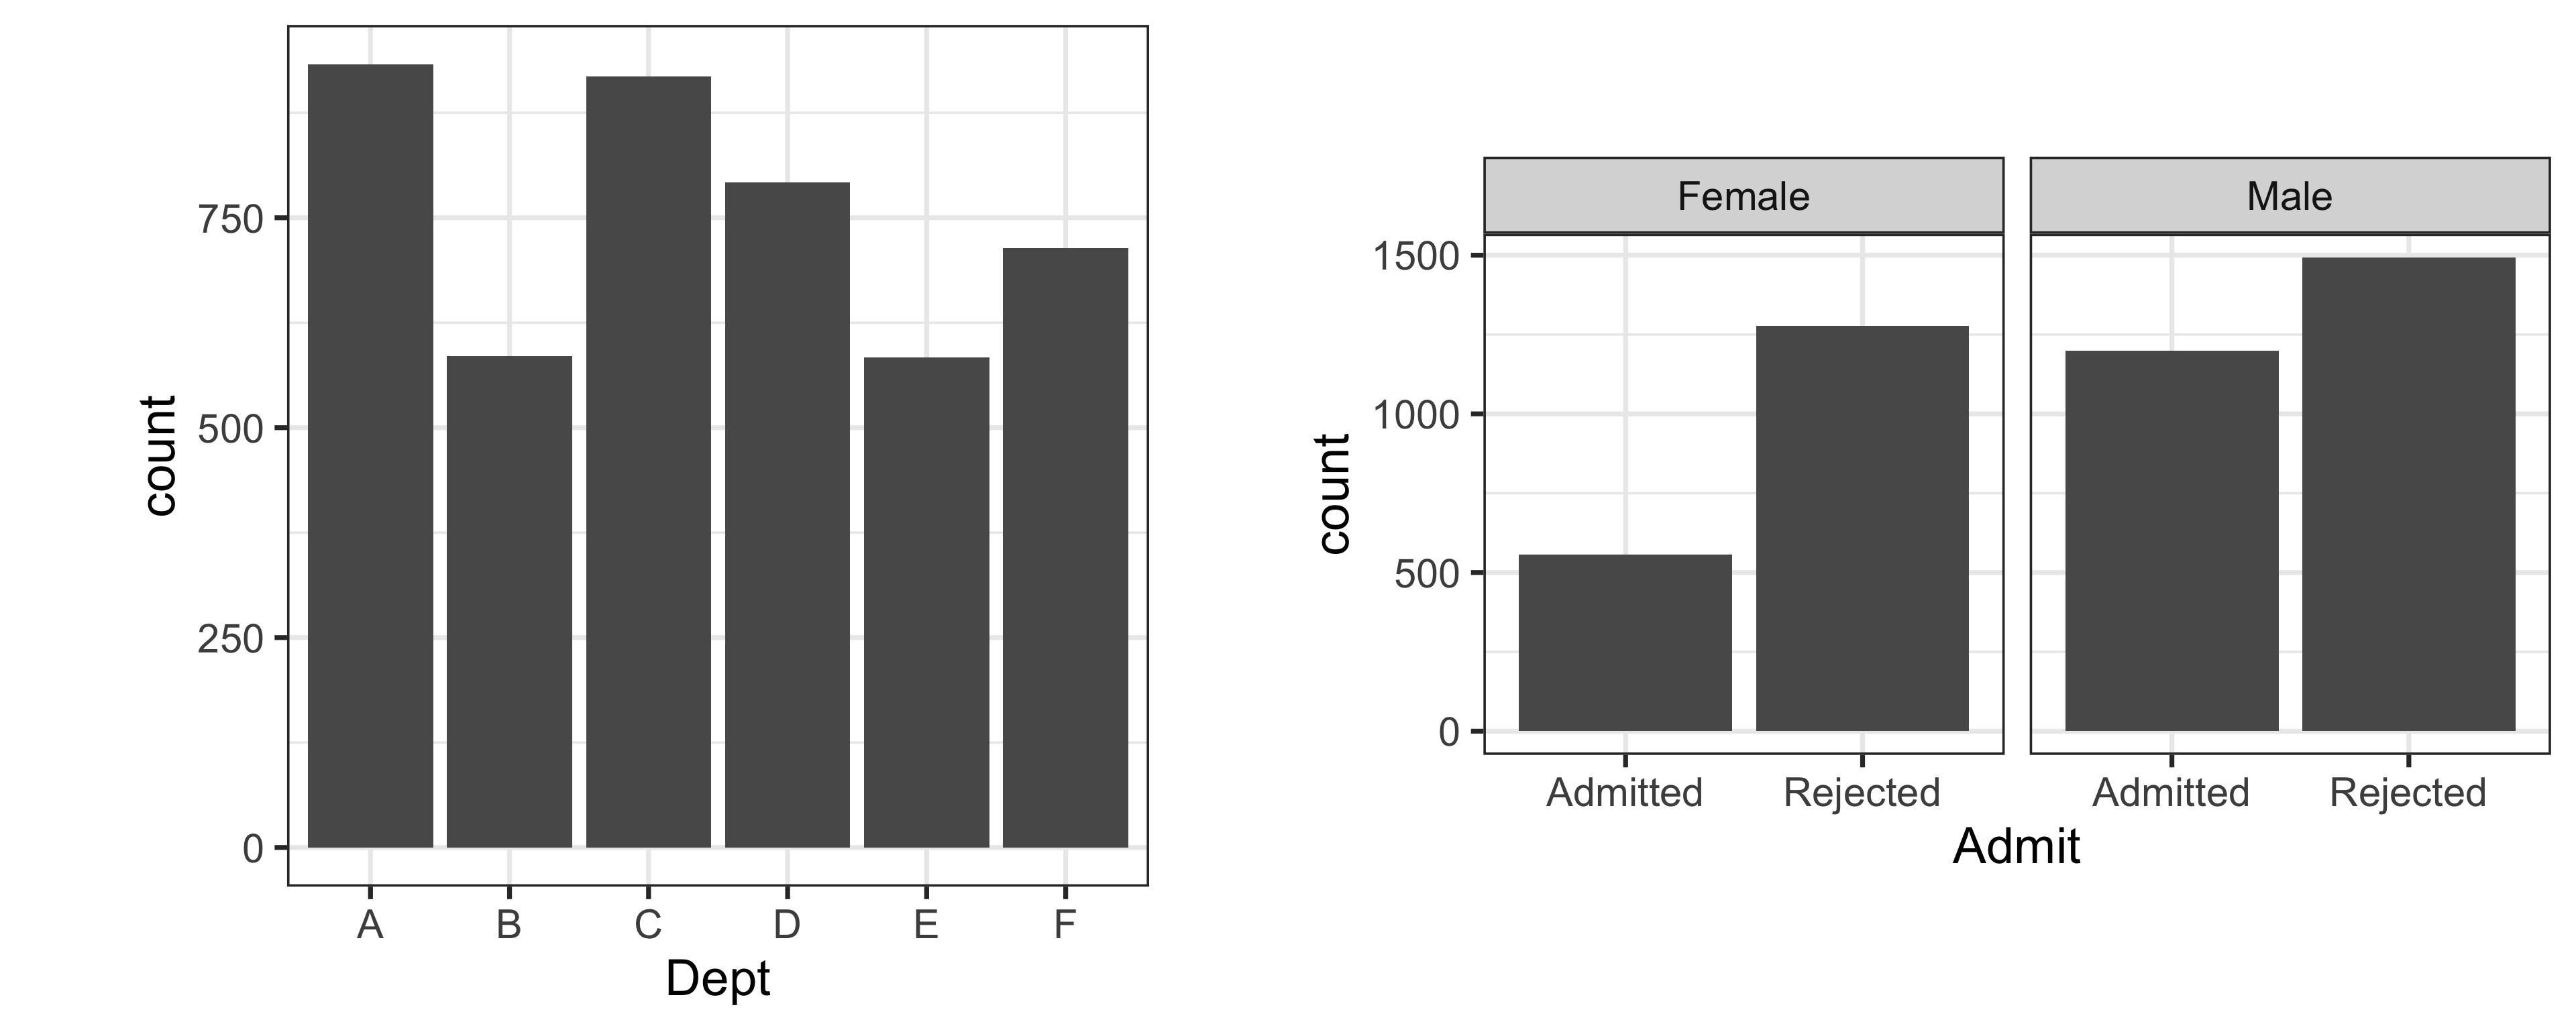 count
750
500
250
0
A B C D E F
Dept
Female Male
count
1500
1000
500
0
Admitted Rejected Admitted Rejected
Admit